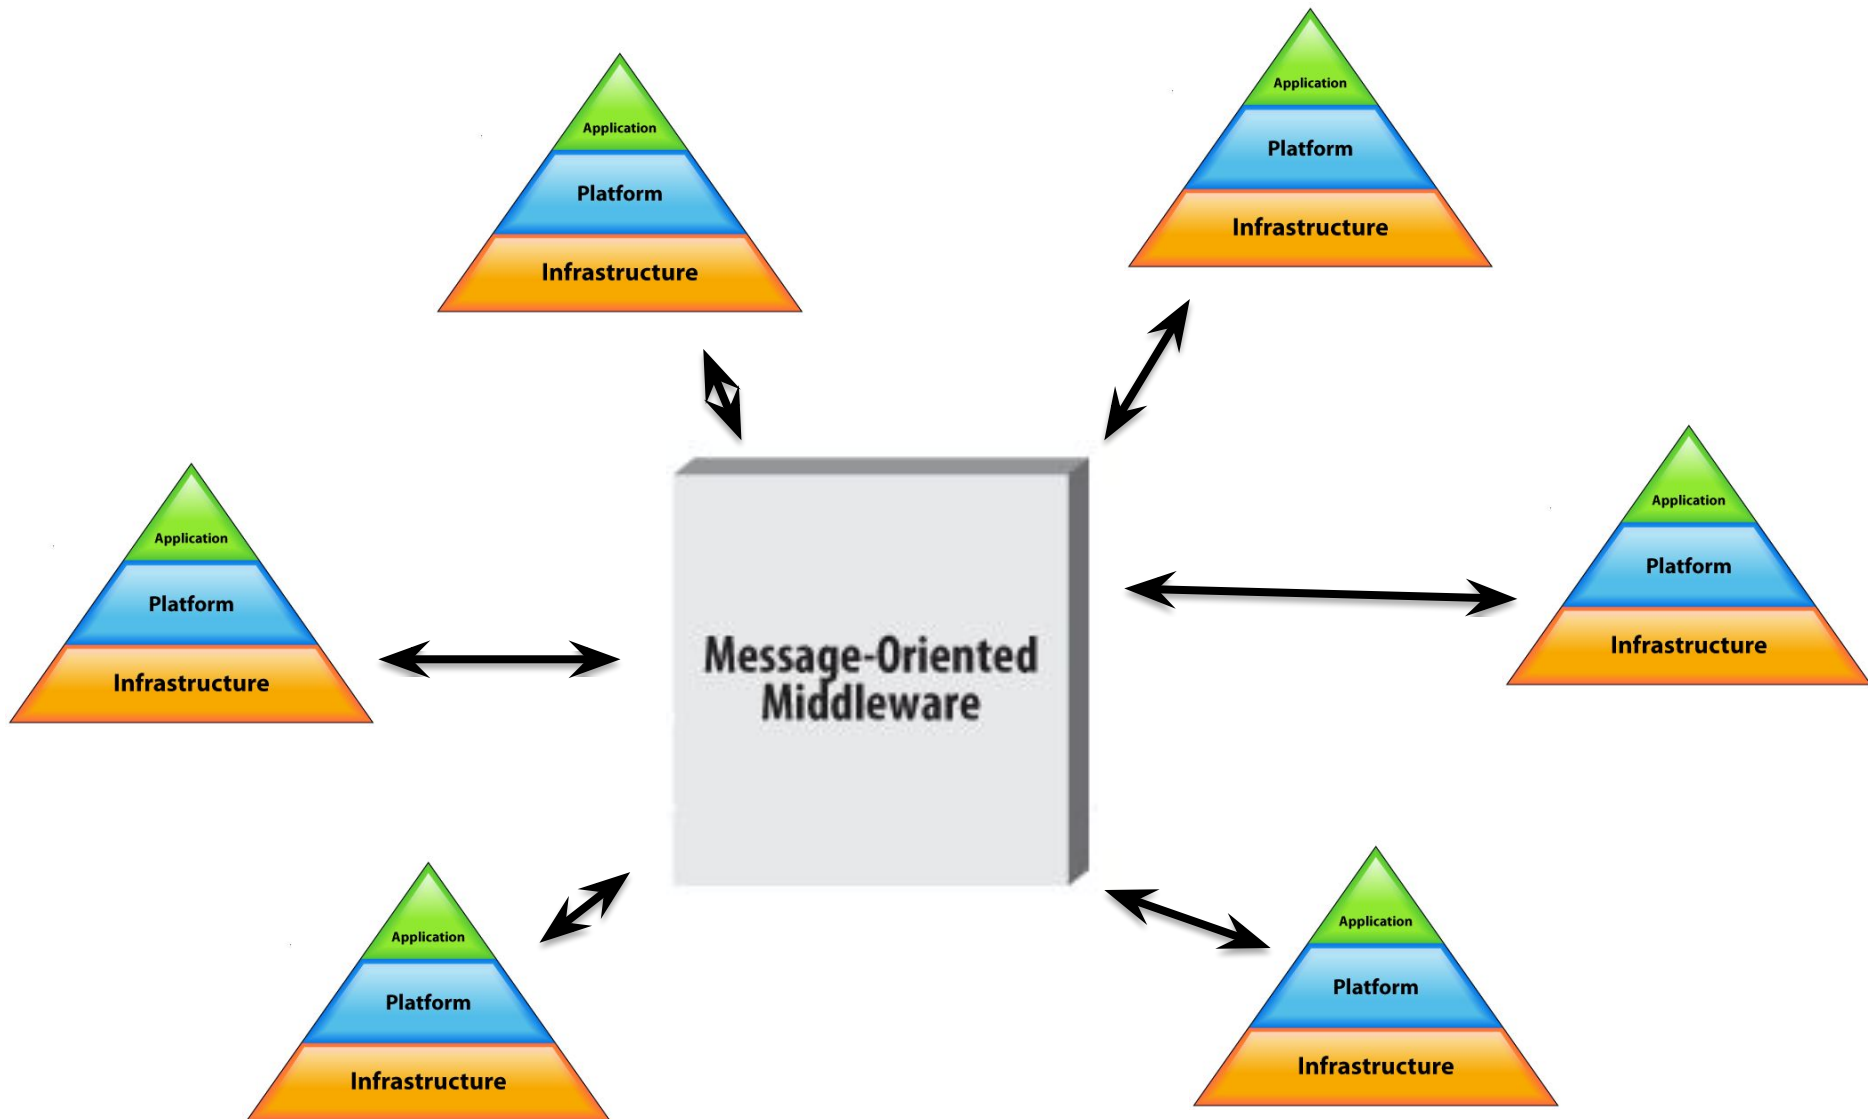 Application
Platform
Infrastructure
Application
Platform
Infrastructure
Application
Platform
Infrastructure
Message-Oriented
Middleware
Application
Platform
Infrastructure
Application
Platform
Infrastructure
Application
Platform
Infrastructure